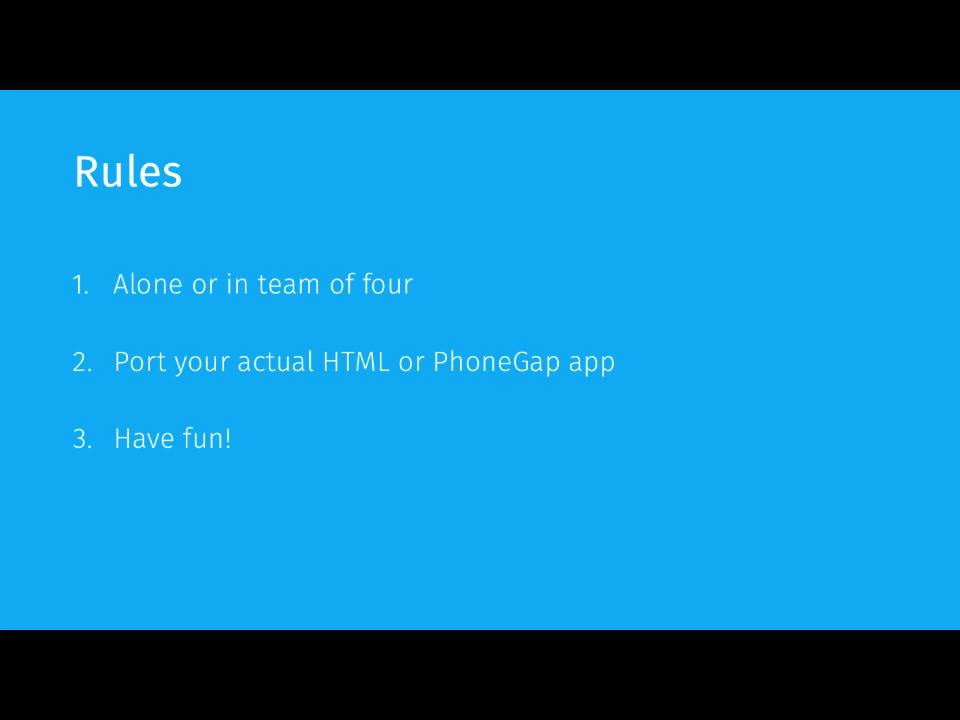 Rules
1. Alone or in team of four
2. Port your actual HTML or PhoneGap app
3. Have fun!